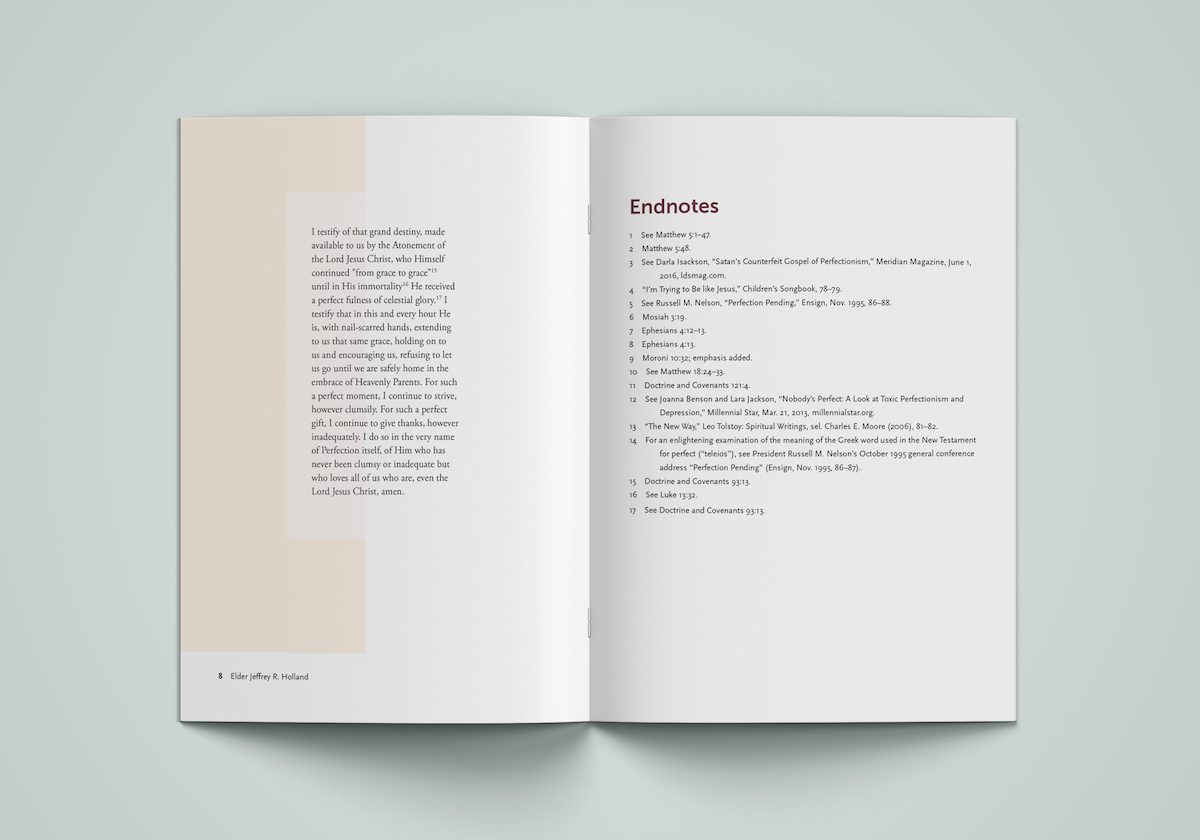 I testify of that grand destiny, made
available to us by the Atonement of
the Lord Jesus Christ, who Himself
continued “from grace to grace”15
until in His immortality16 He received
a perfect fulness of celestial glory.17 I
testify that in this and every hour He
is, with nail-scarred hands, extending
to us that same grace, holding on to
us and encouraging us, refusing to let
us go until we are safely home in the
embrace of Heavenly Parents. For such
a perfect moment, I continue to strive,
however clumsily. For such a perfect
gift, I continue to give thanks, however
inadequately. I do so in the very name
of Perfection itself, of Him who has
never been clumsy or inadequate but
who loves all of us who are, even the
Lord Jesus Christ, amen.
8 Elder Jeffrey R. Holland
Endnotes
1 See Matthew 5:1–47.
2 Matthew 5:48.
3 See Darla Isackson, “Satan’s Counterfeit Gospel of Perfectionism,” Meridian Magazine, June 1,
2016, ldsmag.com.
4 “I’m Trying to Be like Jesus,” Children’s Songbook, 78–79.
5 See Russell M. Nelson, “Perfection Pending,” Ensign, Nov. 1995, 86–88.
6 Mosiah 3:19.
7 Ephesians 4:12–13.
8 Ephesians 4:13.
9 Moroni 10:32; emphasis added.
10 See Matthew 18:24–33.
11 Doctrine and Covenants 121:4.
12 See Joanna Benson and Lara Jackson, “Nobody’s Perfect: A Look at Toxic Perfectionism and
Depression,” Millennial Star, Mar. 21, 2013, millennialstar.org.
13 “The New Way,” Leo Tolstoy: Spiritual Writings, sel. Charles E. Moore (2006), 81–82.
14 For an enlightening examination of the meaning of the Greek word used in the New Testament
for perfect (“teleios”), see President Russell M. Nelson’s October 1995 general conference
address “Perfection Pending” (Ensign, Nov. 1995, 86–87).
15 Doctrine and Covenants 93:13.
16 See Luke 13:32.
17 See Doctrine and Covenants 93:13.